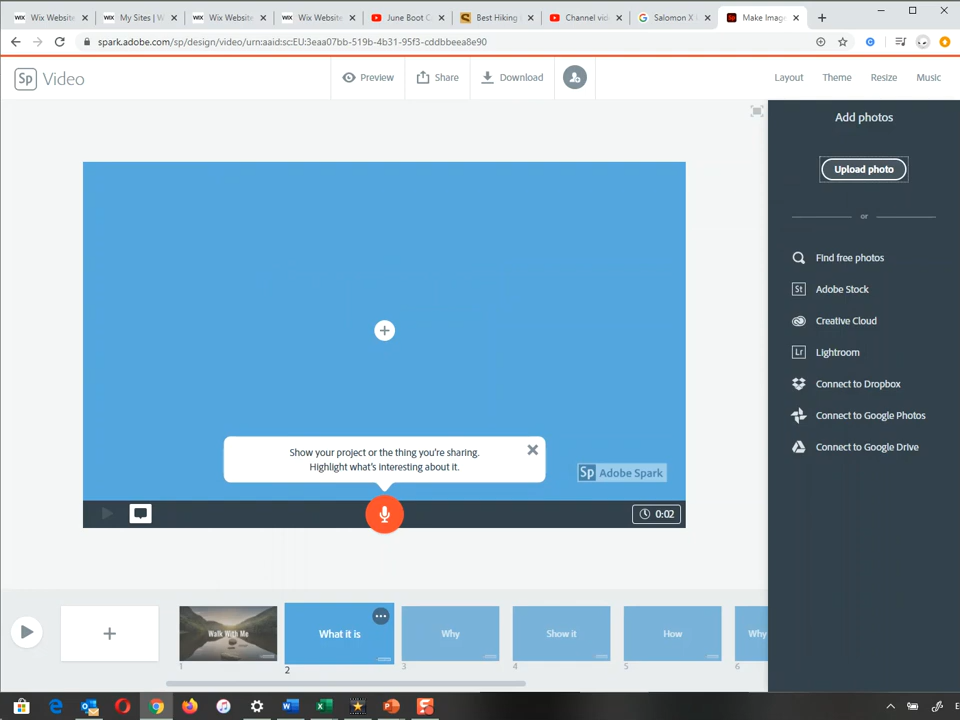 WIX Wix Website
WIX My Sites | W
WIX Wix Website
WIX Wix Website
June Boot C
Best Hiking
Channel vid
Salomon X
Make Image
spark.adobe.com/sp/design/video/urn:aaid:sc:EU:3eaa07bb-519b-4b31-95f3-cddbbeea8e90
Sp Video
Preview
Share
Download
Layout
Theme
Resize
Music
Add photos
Upload photo
or
Find free photos
St Adobe Stock
Creative Cloud
Lr Lightroom
Connect to Dropbox
Connect to Google Photos
Connect to Google Drive
Show your project or the thing you're sharing.
Highlight what's interesting about it.
Sp Adobe Spark
0:02
Walk With Me
What it is
Why
Show it
How
Why
1
2
3
4
5
6